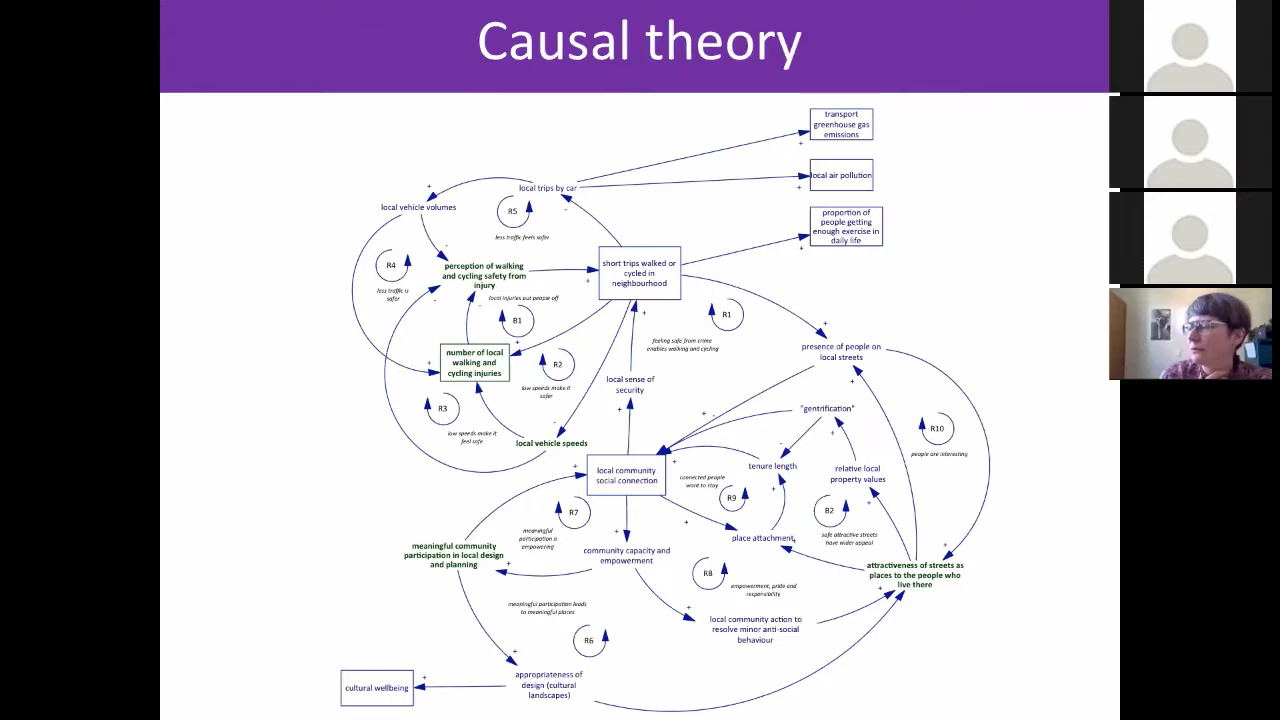 Causal theory
transport
greenhouse gas
emissions
+
local air pollution
+
proportion of
people getting
enough exercise in
daily life
+
local trips by car
+
-
local vehicle volumes
R5
less traffic feels safer
-
R4
less traffic is
safer
perception of walking
and cycling safety from
injury
-
-
+
short trips walked or
cycled in
neighbourhood
local injuries put people off
B1
+
R1
feeling safe from crime
enables walking and cycling
+
+
presence of people on
local streets
+
number of local
walking and
cycling injuries
+
R2
low speeds make it
safer
local sense of
security
+
R3
low speeds make it
feel safe
-
local vehicle speeds
+
-
"gentrification"
+
-
R10
people are interesting
local community
social connection
+
+
tenure length
+
relative local
property values
connected people
want to stay
R9
+
R7
meaningful
participation is
empowering
+
B2
safe attractive streets
have wider appeal
place attachment
meaningful community
participation in local design
and planning
+
community capacity and
empowerment
attractiveness of streets as
places to the people who
live there
+
+
R8
empowerment, pride and
responsibility
meaningful participation leads
to meaningful places
+
local community action to
resolve minor anti-social
behaviour
R6
+
appropriateness of
design (cultural
landscapes)
+
cultural wellbeing